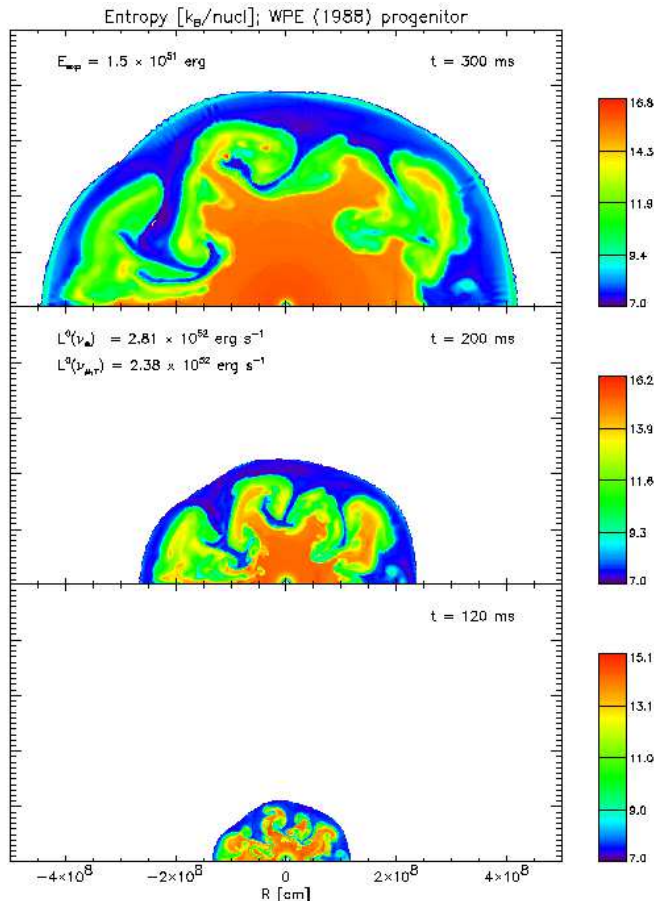 Entropy [k_B/nucl]; WPE (1988) progenitor
E_exp = 1.5 × 10^51 erg
t = 300 ms
16.8
14.3
11.9
9.4
7.0
L^0(ν_e) = 2.81 × 10^52 erg s^−1
t = 200 ms
L^0(ν_μ,τ) = 2.38 × 10^52 erg s^−1
16.2
13.9
11.6
9.3
7.0
t = 120 ms
15.1
13.1
11.0
9.0
7.0
−4×10^8 −2×10^8 0 2×10^8 4×10^8
R [cm]